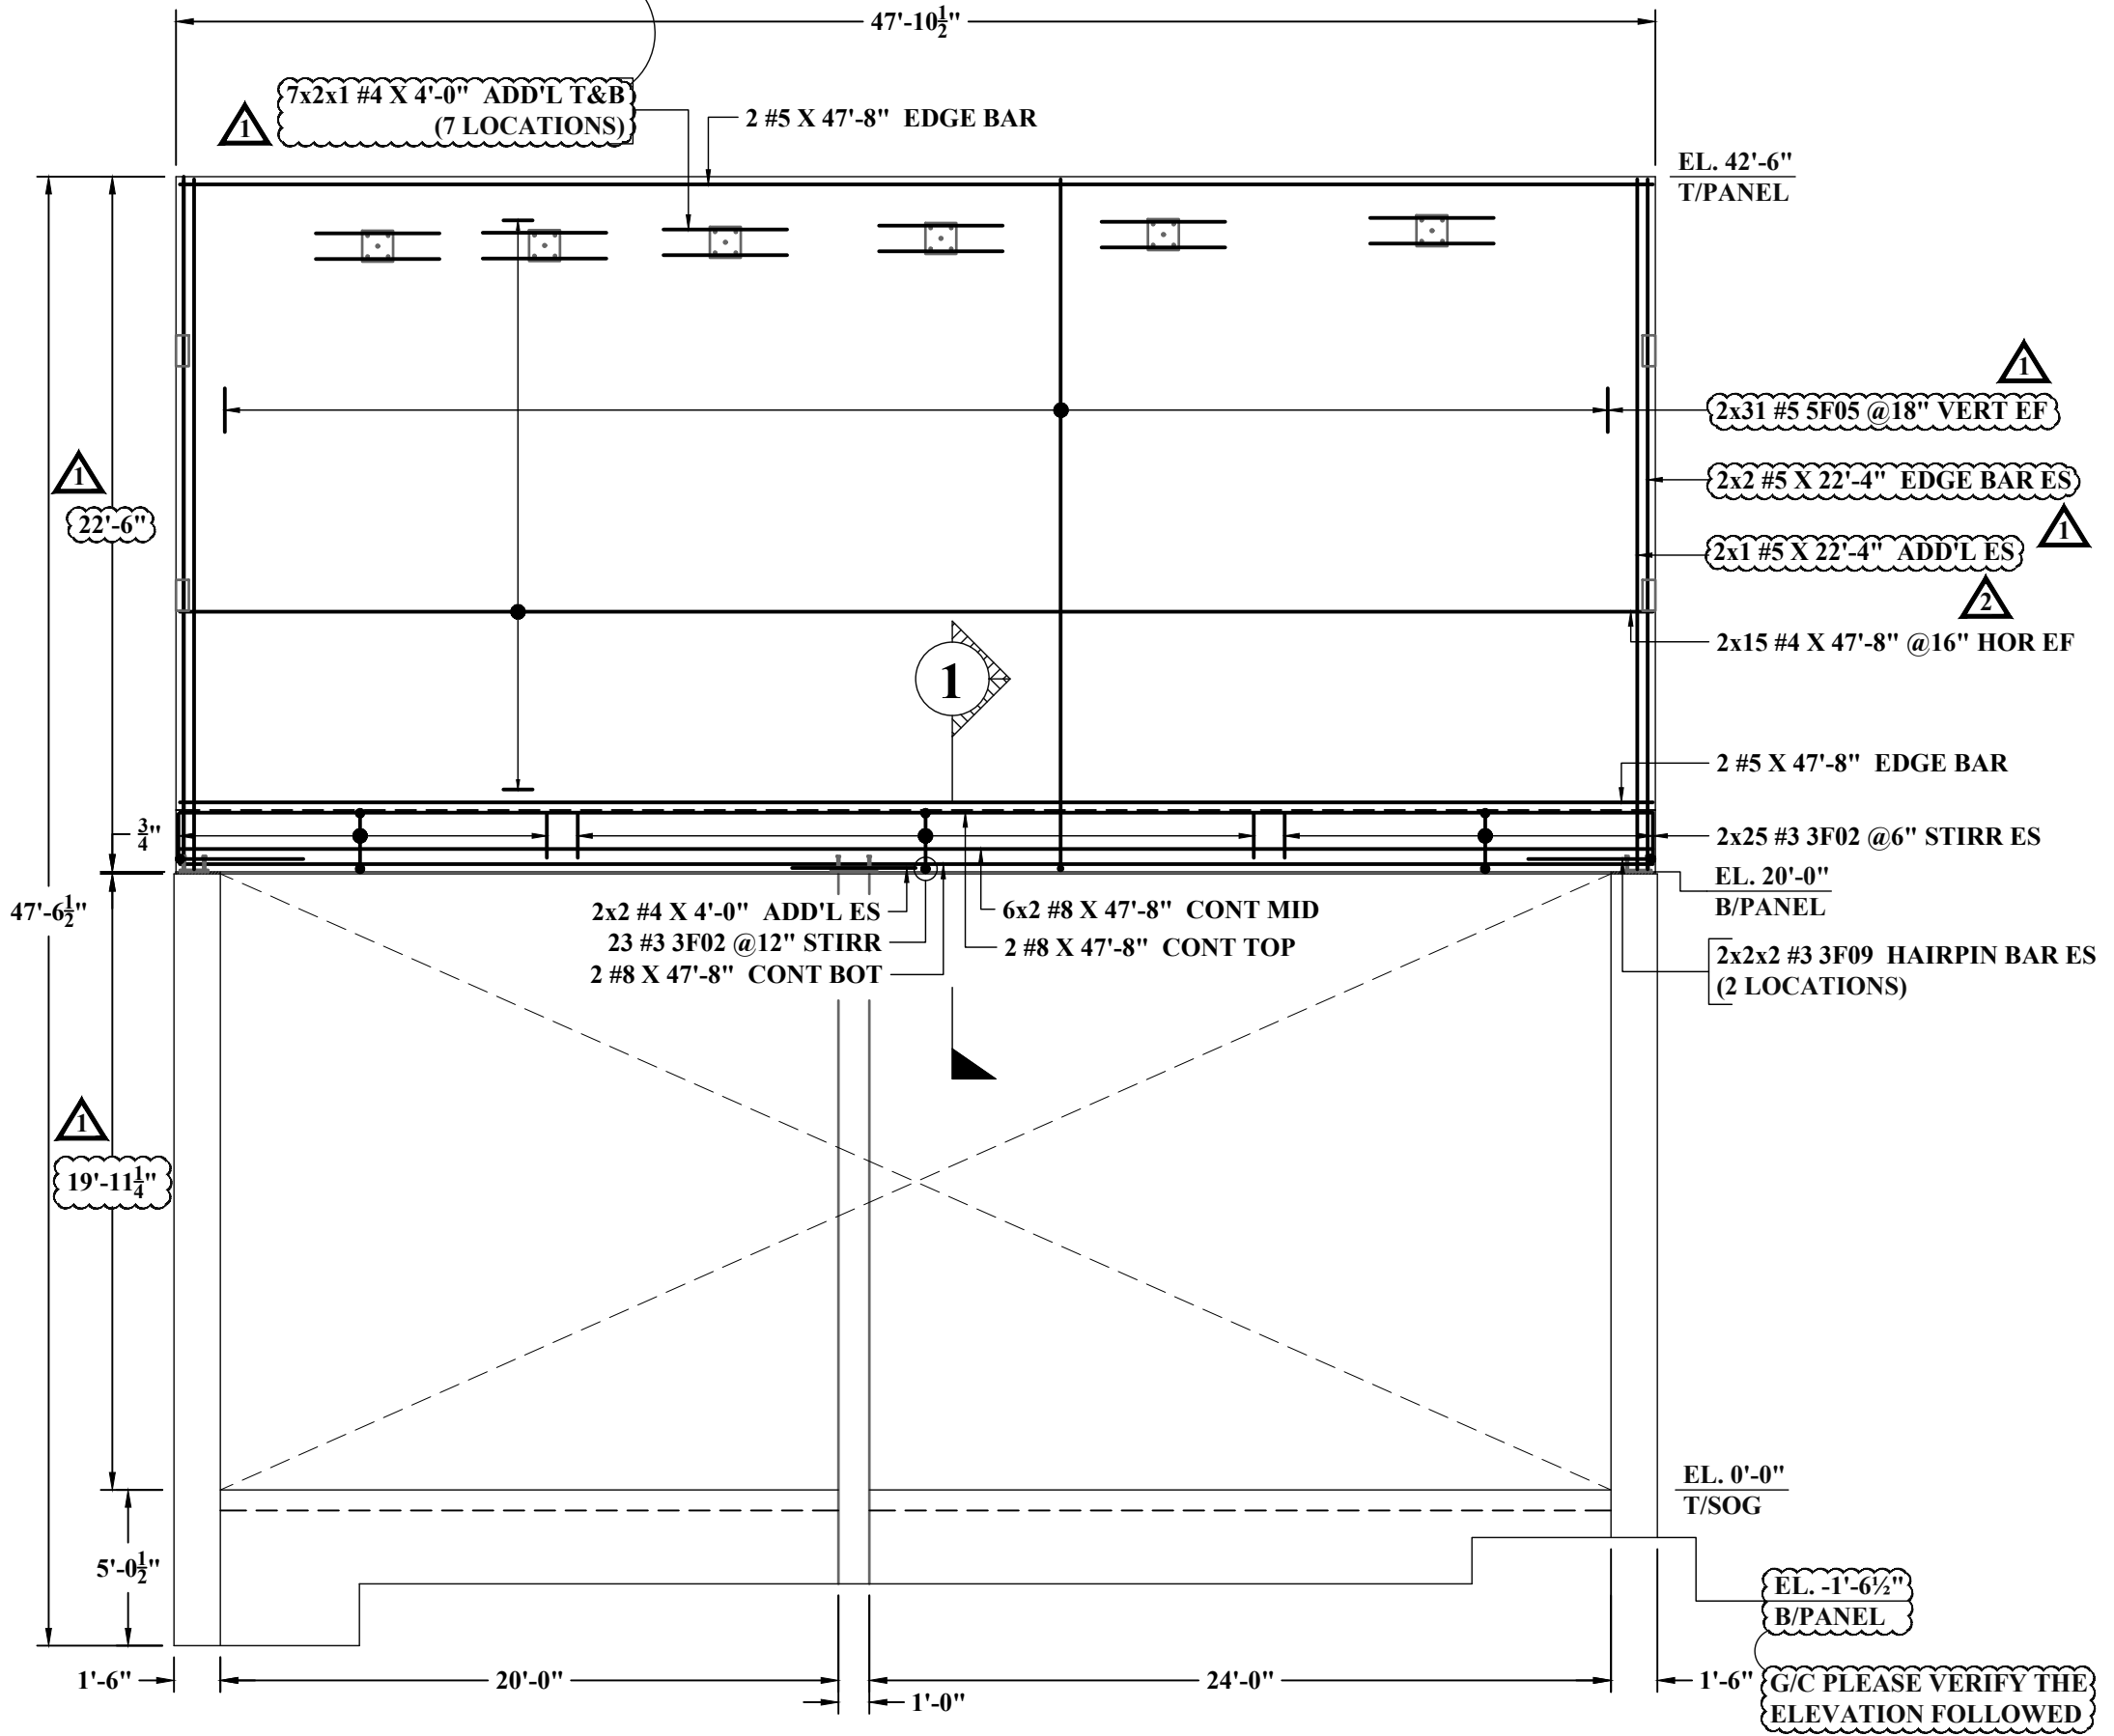 47'-10½"
7x2x1 #4 X 4'-0" ADD'L T&B
(7 LOCATIONS)
1
2 #5 X 47'-8" EDGE BAR
EL. 42'-6"
T/PANEL
1
2x31 #5 5F05 @18" VERT EF
2x2 #5 X 22'-4" EDGE BAR ES
1
22'-6"
1
2x1 #5 X 22'-4" ADD'L ES
2
2x15 #4 X 47'-8" @16" HOR EF
1
2 #5 X 47'-8" EDGE BAR
¾"
2x25 #3 3F02 @6" STIRR ES
EL. 20'-0"
B/PANEL
47'-6½"
2x2 #4 X 4'-0" ADD'L ES
23 #3 3F02 @12" STIRR
2 #8 X 47'-8" CONT BOT
6x2 #8 X 47'-8" CONT MID
2 #8 X 47'-8" CONT TOP
2x2x2 #3 3F09 HAIRPIN BAR ES
(2 LOCATIONS)
1
19'-11¼"
EL. 0'-0"
T/SOG
5'-0½"
EL. -1'-6½"
B/PANEL
1'-6"
20'-0"
1'-0"
24'-0"
1'-6"
G/C PLEASE VERIFY THE
ELEVATION FOLLOWED